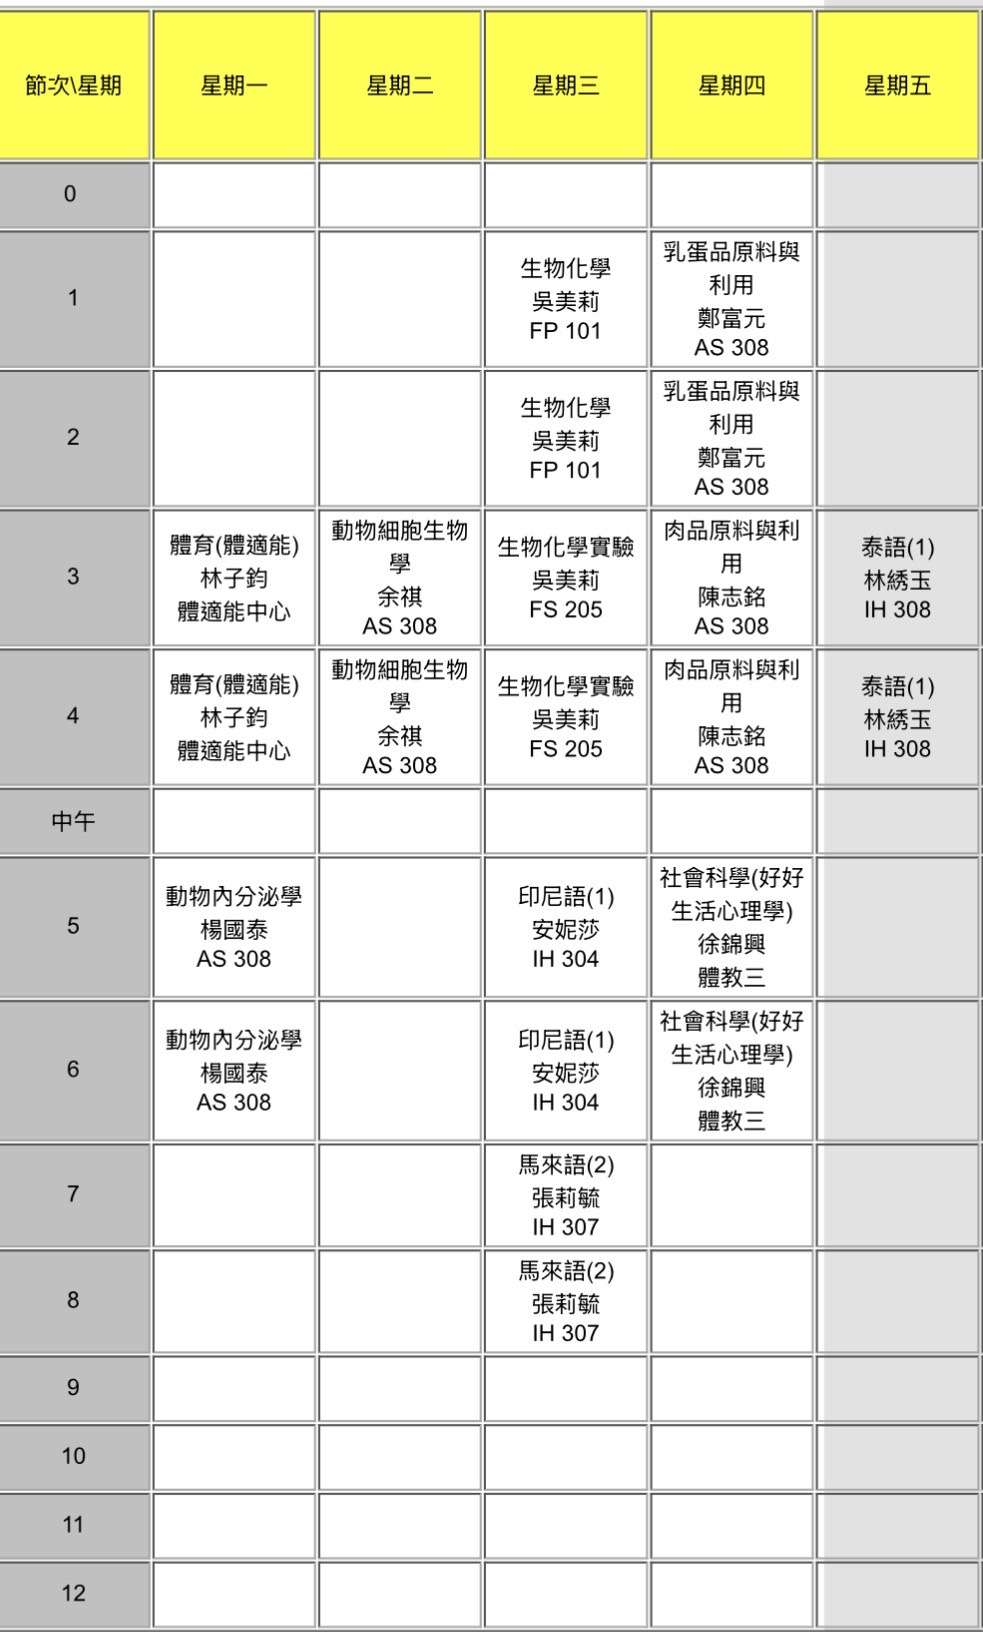 節次\星期 星期一 星期二 星期三 星期四 星期五
0
1
生物化學
吳美莉
FP 101
乳蛋品原料與
利用
鄭富元
AS 308
2
生物化學
吳美莉
FP 101
乳蛋品原料與
利用
鄭富元
AS 308
3
體育(體適能)
林子鈞
體適能中心
動物細胞生物
學
余祺
AS 308
生物化學實驗
吳美莉
FS 205
肉品原料與利
用
陳志銘
AS 308
泰語(1)
林綉玉
IH 308
4
體育(體適能)
林子鈞
體適能中心
動物細胞生物
學
余祺
AS 308
生物化學實驗
吳美莉
FS 205
肉品原料與利
用
陳志銘
AS 308
泰語(1)
林綉玉
IH 308
中午
5
動物內分泌學
楊國泰
AS 308
印尼語(1)
安妮莎
IH 304
社會科學(好好
生活心理學)
徐錦興
體教三
6
動物內分泌學
楊國泰
AS 308
印尼語(1)
安妮莎
IH 304
社會科學(好好
生活心理學)
徐錦興
體教三
7
馬來語(2)
張莉毓
IH 307
8
馬來語(2)
張莉毓
IH 307
9
10
11
12